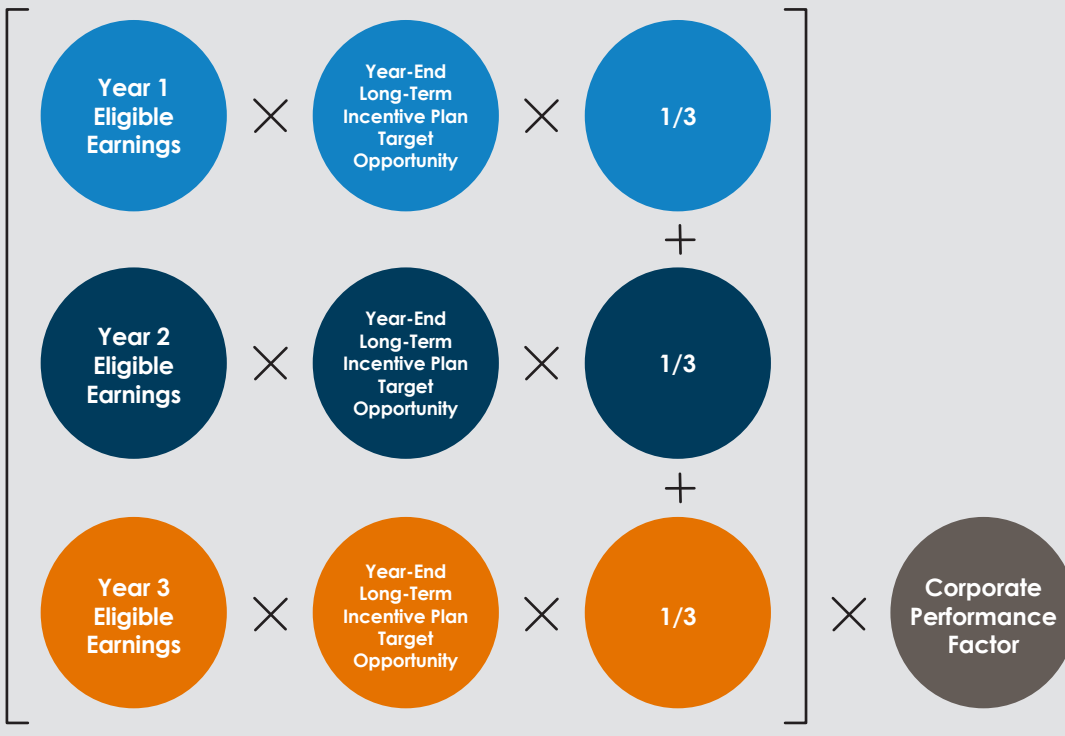 Year 1
Eligible
Earnings
×
Year-End
Long-Term
Incentive Plan
Target
Opportunity
×
1/3
+
Year 2
Eligible
Earnings
×
Year-End
Long-Term
Incentive Plan
Target
Opportunity
×
1/3
+
Year 3
Eligible
Earnings
×
Year-End
Long-Term
Incentive Plan
Target
Opportunity
×
1/3
×
Corporate
Performance
Factor